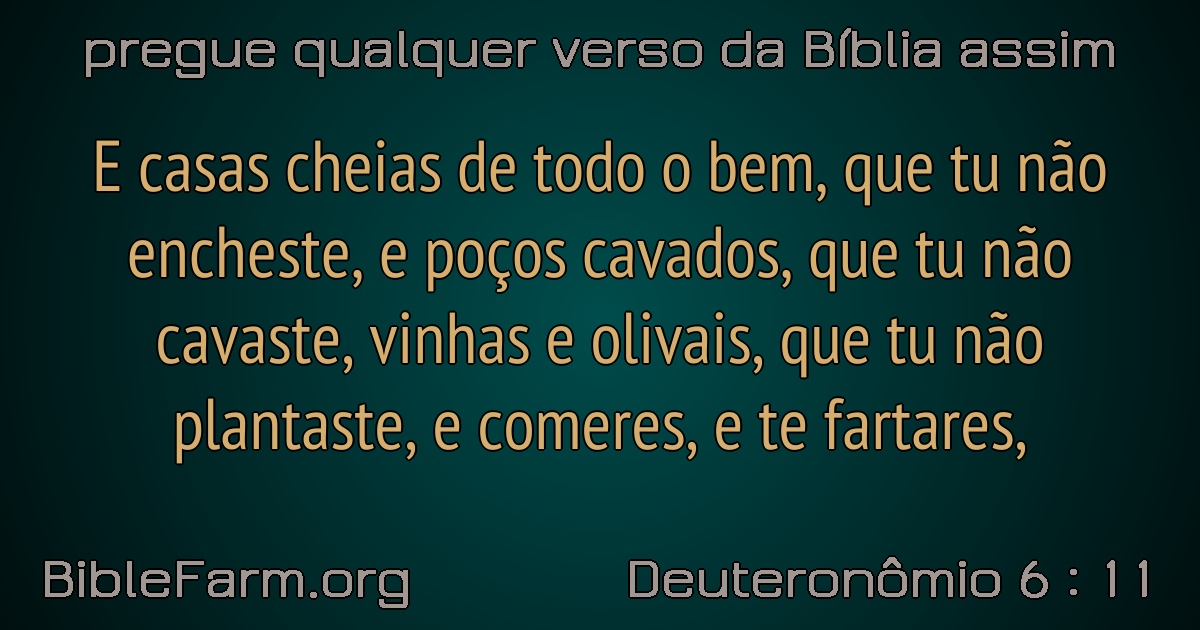 pregue qualquer verso da Bíblia assim
E casas cheias de todo o bem, que tu não
encheste, e poços cavados, que tu não
cavaste, vinhas e olivais, que tu não
plantaste, e comeres, e te fartares,
BibleFarm.org
Deuteronômio 6 : 11